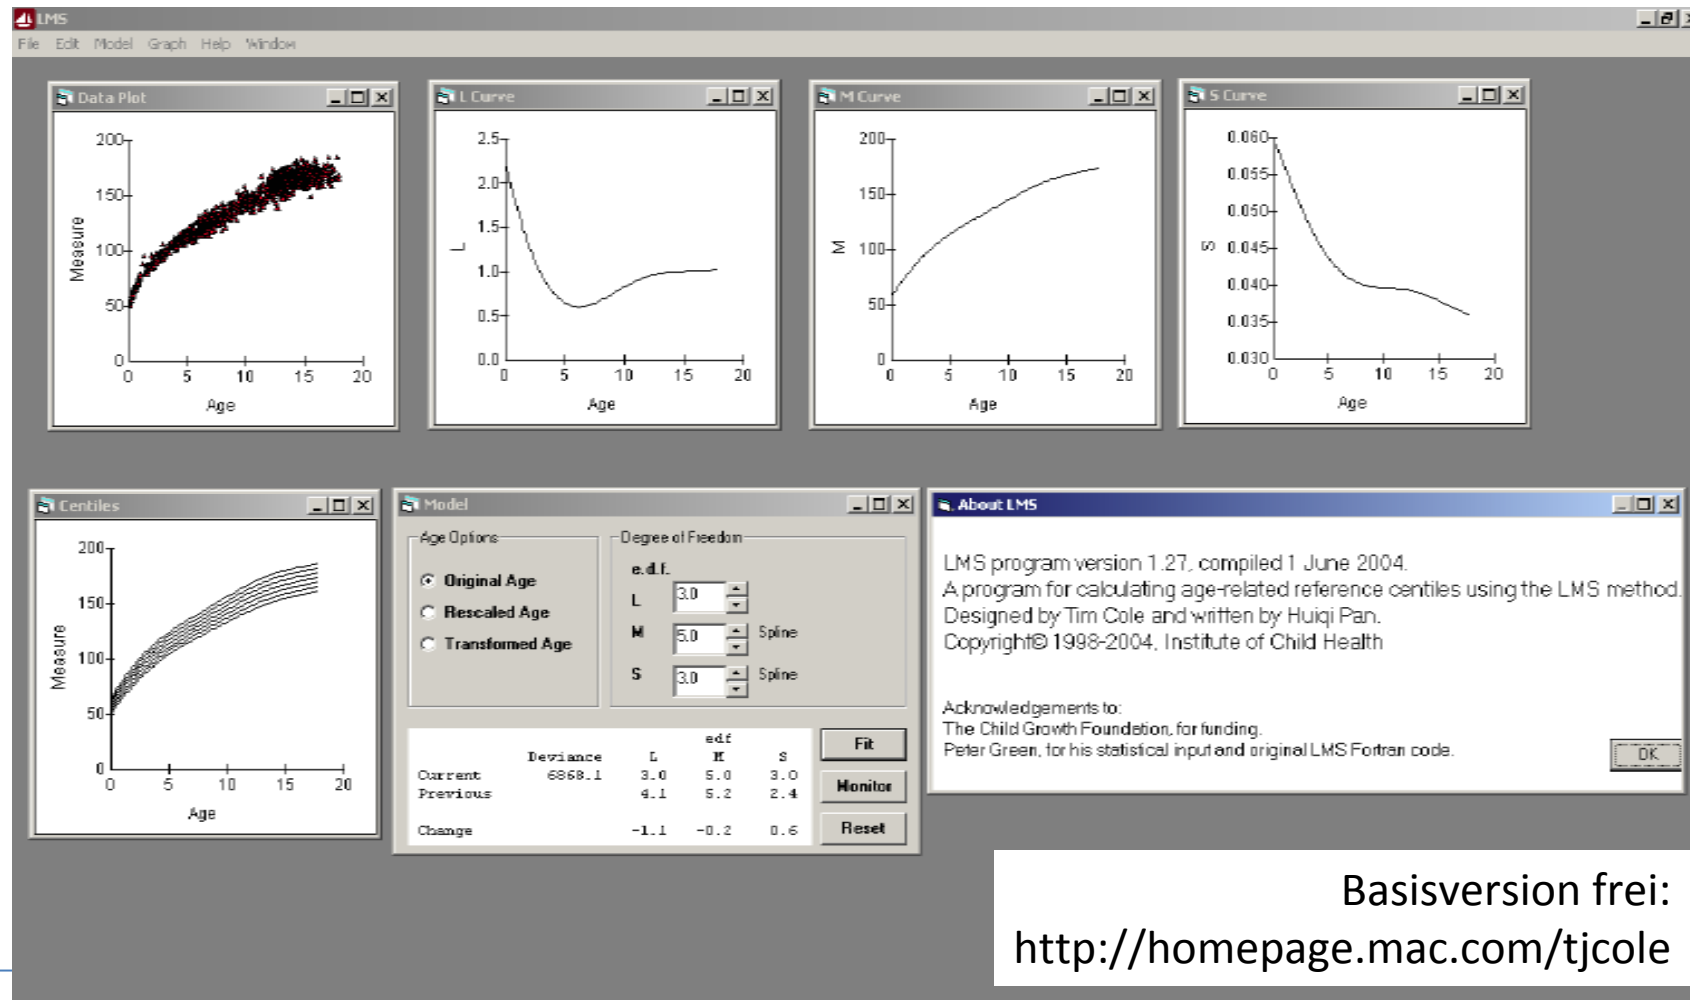 LMS
File Edit Model Graph Help Window
Data Plot
200
150
100
50
0
Measure
0 5 10 15 20
Age
L Curve
2.5
2.0
1.5
1.0
0.5
0.0
L
0 5 10 15 20
Age
M Curve
200
150
100
50
0
M
0 5 10 15 20
Age
S Curve
0.060
0.055
0.050
0.045
0.040
0.035
0.030
S
0 5 10 15 20
Age
Centiles
200
150
100
50
0
Measure
0 5 10 15 20
Age
Model
Age Options
Original Age
Rescaled Age
Transformed Age
Degree of Freedom
e.d.f.
L 3.0
M 5.0 Spline
S 3.0 Spline
edf
Deviance L M S
Current 6868.1 3.0 5.0 3.0
Previous 4.1 5.2 2.4
Change -1.1 -0.2 0.6
Fit
Monitor
Reset
About LMS
LMS program version 1.27, compiled 1 June 2004.
A program for calculating age-related reference centiles using the LMS method.
Designed by Tim Cole and written by Huiqi Pan.
Copyright© 1998-2004, Institute of Child Health
Acknowledgements to:
The Child Growth Foundation, for funding.
Peter Green, for his statistical input and original LMS Fortran code.
OK
Basisversion frei:
http://homepage.mac.com/tjcole